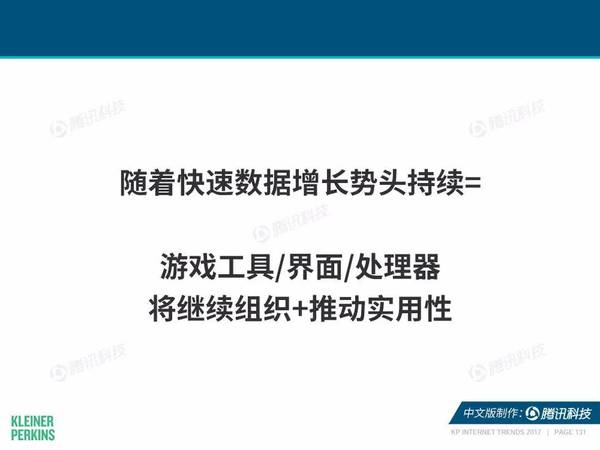 腾讯科技
腾讯科技
随着快速数据增长势头持续=
腾讯科技
游戏工具/界面/处理器
将继续组织+推动实用性
腾讯科技
腾讯科技
KLEINER
PERKINS
中文版制作: 腾讯科技
KP INTERNET TRENDS 2017 | PAGE 131